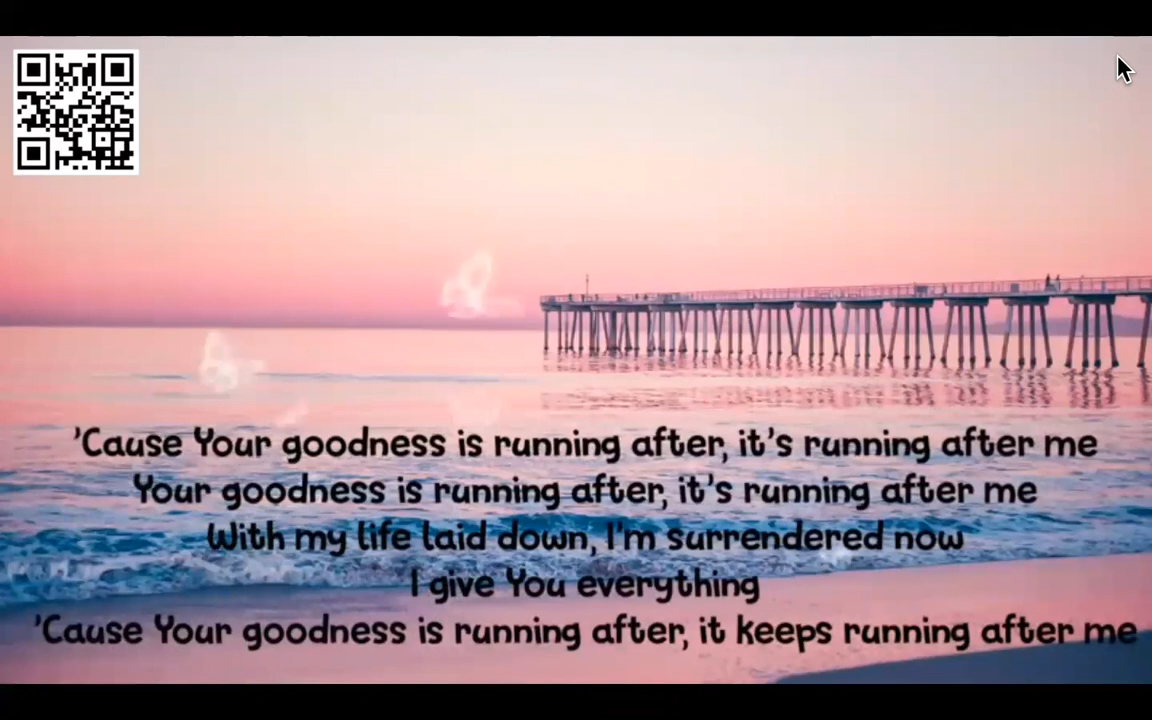 'Cause Your goodness is running after, it's running after me
Your goodness is running after, it's running after me
With my life laid down, I'm surrendered now
I give You everything
'Cause Your goodness is running after, it keeps running after me